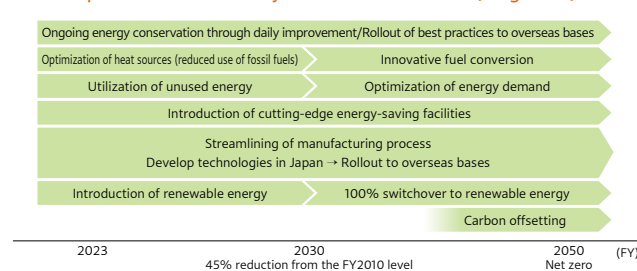 Ongoing energy conservation through daily improvement/Rollout of best practices to overseas bases
Optimization of heat sources (reduced use of fossil fuels)
Innovative fuel conversion
Utilization of unused energy
Optimization of energy demand
Introduction of cutting-edge energy-saving facilities
Streamlining of manufacturing process
Develop technologies in Japan → Rollout to overseas bases
Introduction of renewable energy
100% switchover to renewable energy
Carbon offsetting
2023
2030
2050
(FY)
45% reduction from the FY2010 level
Net zero